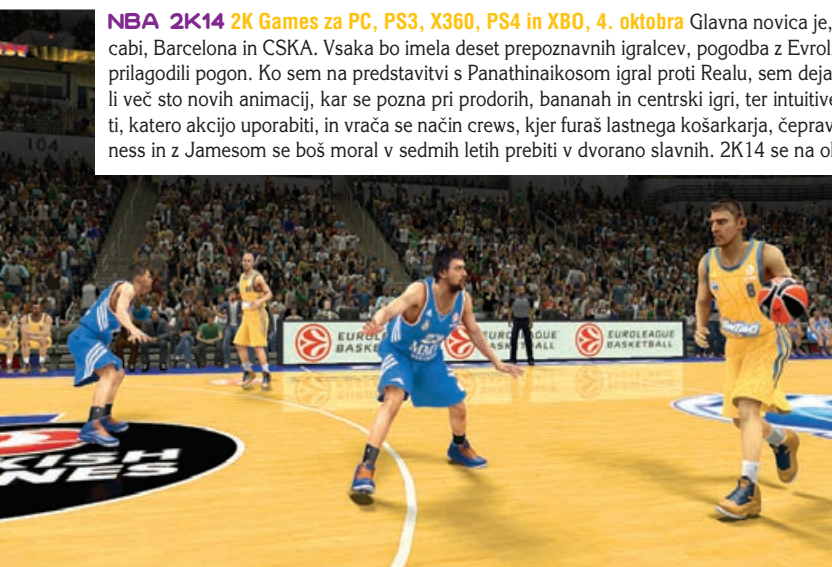 NBA 2K14 2K Games za PC, PS3, X360, PS4 in XBO, 4. oktobra Glavna novica je,
cabi, Barcelona in CSKA. Vsaka bo imela deset prepoznavnih igralcev, pogodba z Evrol
prilagodili pogon. Ko sem na predstavitvi s Panathinaikosom igral proti Realu, sem deja
li več sto novih animacij, kar se pozna pri prodorih, bananah in centrski igri, ter intuitive
ti, katero akcijo uporabiti, in vrača se način crews, kjer furaš lastnega košarkarja, čeprav
ness in z Jamesom se boš moral v sedmih letih prebiti v dvorano slavnih. 2K14 se na ol
104
EUROLEAGUE
BASKETBALL
8